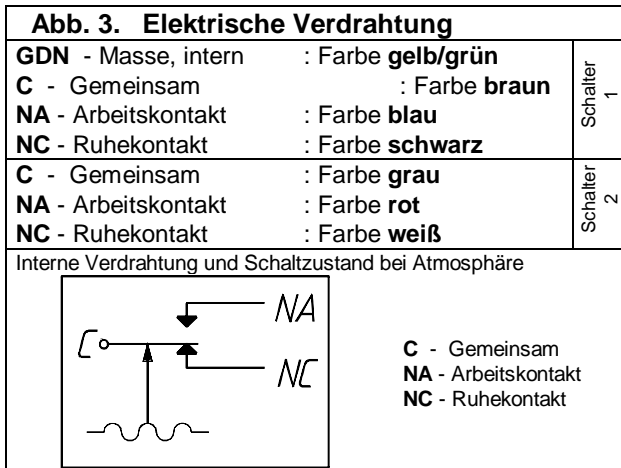 Abb. 3. Elektrische Verdrahtung
GDN - Masse, intern : Farbe gelb/grün
C - Gemeinsam : Farbe braun
NA - Arbeitskontakt : Farbe blau
NC - Ruhekontakt : Farbe schwarz
Schalter
1
C - Gemeinsam : Farbe grau
NA - Arbeitskontakt : Farbe rot
NC - Ruhekontakt : Farbe weiß
Schalter
2
Interne Verdrahtung und Schaltzustand bei Atmosphäre
NA
C
NC
C - Gemeinsam
NA - Arbeitskontakt
NC - Ruhekontakt